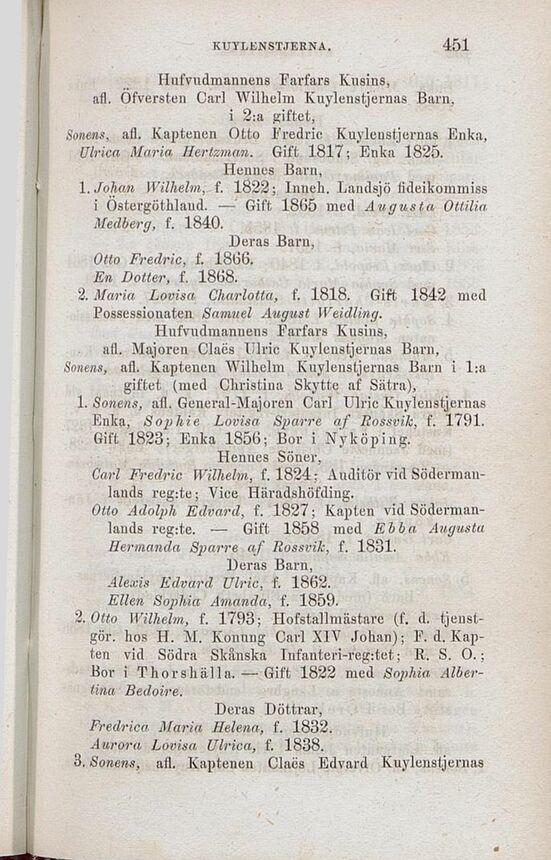 KUYLENSTJERNA. 451
Hufvudmannens Farfars Kusins,
afl. Öfversten Carl Wilhelm Kuylenstjernas Barn,
i 2:a giftet,
Sonens, afl. Kaptenen Otto Fredric Kuylenstjernas Enka,
Ulrica Maria Hertzman. Gift 1817; Enka 1825.
Hennes Barn,
1. Johan Wilhelm, f. 1822; Inneh. Landsjö fideikommiss
i Östergöthland. — Gift 1865 med Augusta Ottilia
Medberg, f. 1840.
Deras Barn,
Otto Fredric, f. 1866.
En Dotter, f. 1868.
2. Maria Lovisa Charlotta, f. 1818. Gift 1842 med
Possessionaten Samuel August Weidling.
Hufvudmannens Farfars Kusins,
afl. Majoren Claës Ulric Kuylenstjernas Barn,
Sonens, afl. Kaptenen Wilhelm Kuylenstjernas Barn i 1:a
giftet (med Christina Skytte af Sätra),
1. Sonens, afl. General-Majoren Carl Ulric Kuylenstjernas
Enka, Sophie Lovisa Sparre af Rossvik, f. 1791.
Gift 1823; Enka 1856; Bor i Nyköping.
Hennes Söner,
Carl Fredric Wilhelm, f. 1824; Auditör vid Söderman-
lands reg:te; Vice Häradshöfding.
Otto Adolph Edvard, f. 1827; Kapten vid Söderman-
lands reg:te. — Gift 1858 med Ebba Augusta
Hermanda Sparre af Rossvik, f. 1831.
Deras Barn,
Alexis Edvard Ulric, f. 1862.
Ellen Sophia Amanda, f. 1859.
2. Otto Wilhelm, f. 1793; Hofstallmästare (f. d. tjenst-
gör. hos H. M. Konung Carl XIV Johan); F. d. Kap-
ten vid Södra Skånska Infanteri-reg:tet; R. S. O.;
Bor i Thorshälla. — Gift 1822 med Sophia Alber-
tina Bedoire.
Deras Döttrar,
Fredrica Maria Helena, f. 1832.
Aurora Lovisa Ulrica, f. 1838.
3. Sonens, afl. Kaptenen Claës Edvard Kuylenstjernas